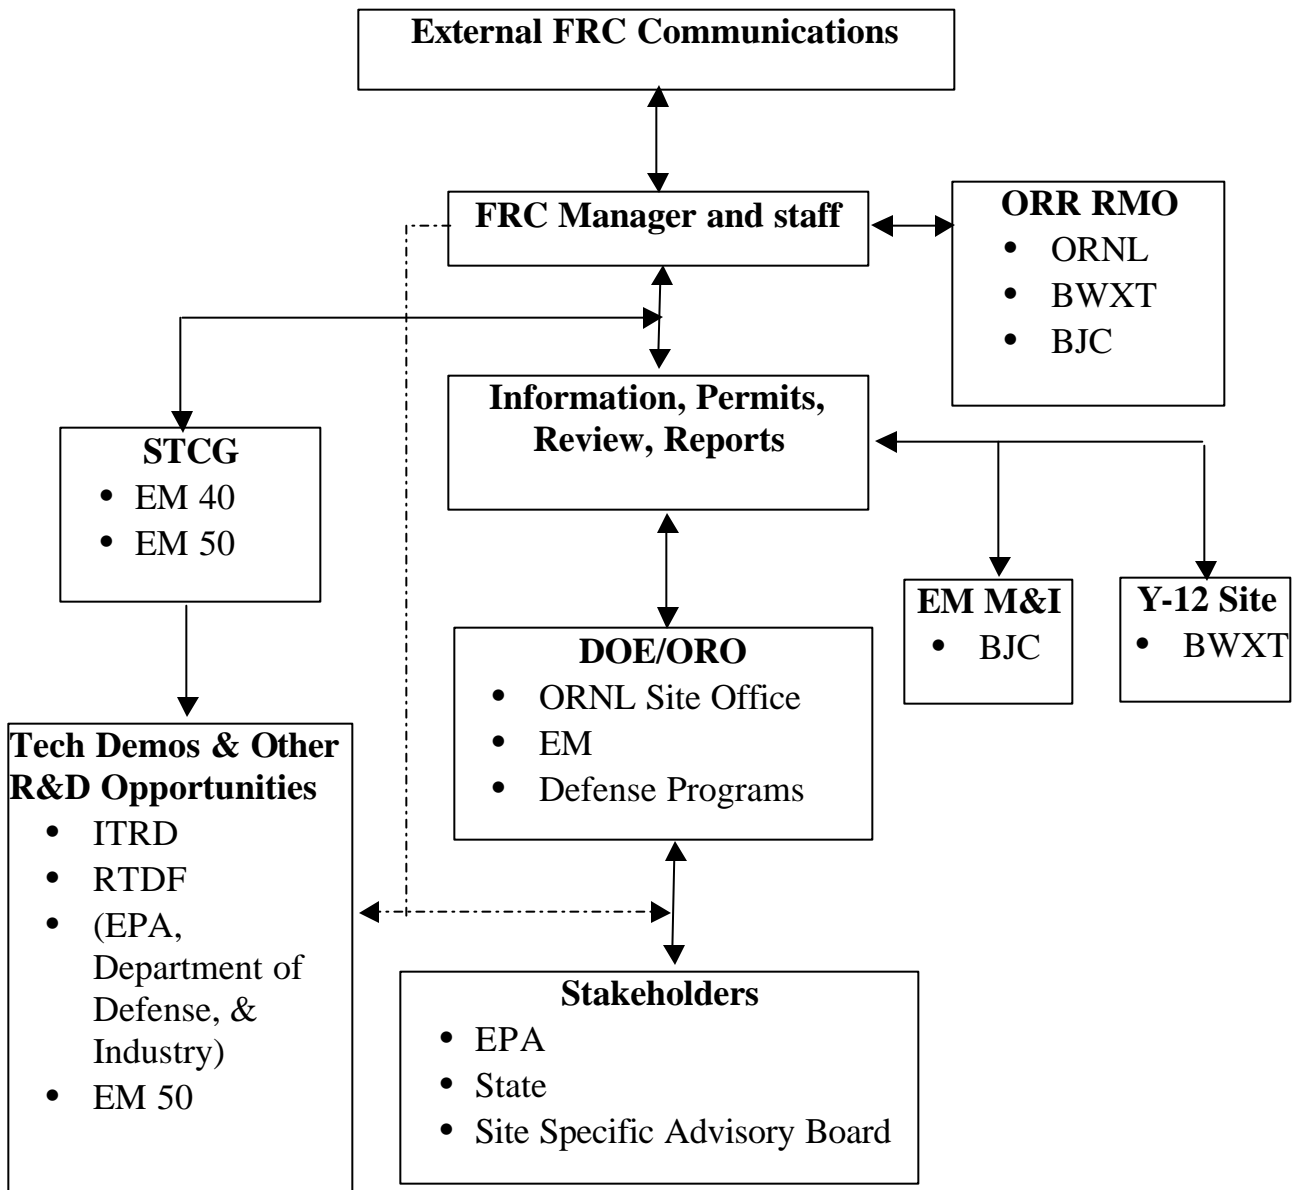 External FRC Communications
FRC Manager and staff
ORR RMO
• ORNL
• BWXT
• BJC
Information, Permits,
Review, Reports
STCG
• EM 40
• EM 50
EM M&I
• BJC
Y-12 Site
• BWXT
DOE/ORO
• ORNL Site Office
• EM
• Defense Programs
Tech Demos & Other
R&D Opportunities
• ITRD
• RTDF
• (EPA,
Department of
Defense, &
Industry)
• EM 50
Stakeholders
• EPA
• State
• Site Specific Advisory Board